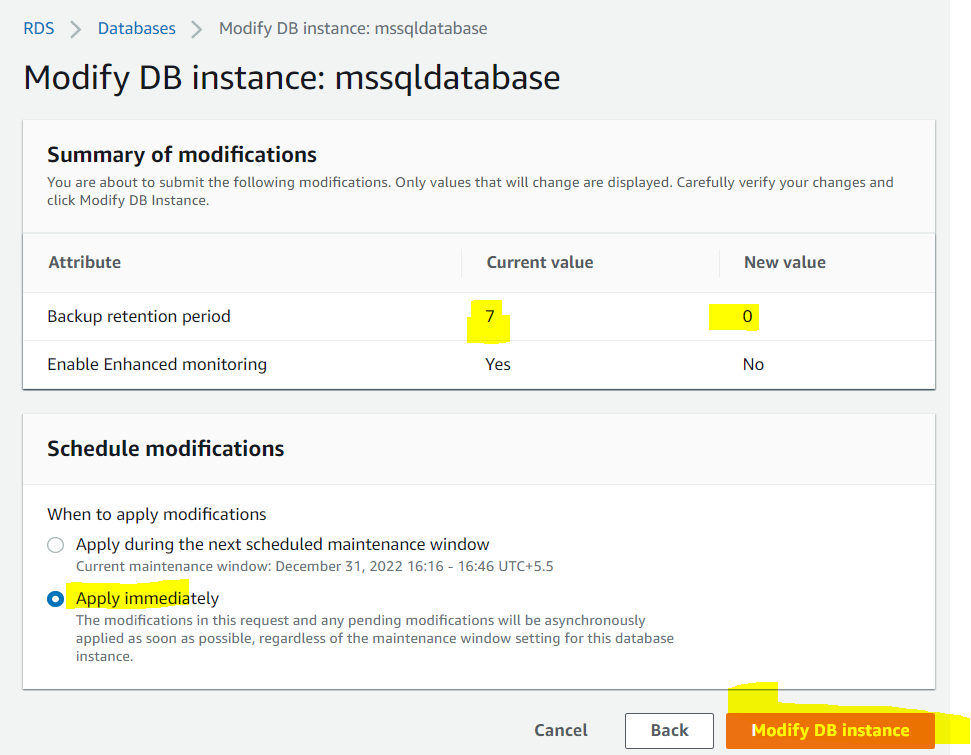 RDS > Databases > Modify DB instance: mssqldatabase
Modify DB instance: mssqldatabase
Summary of modifications
You are about to submit the following modifications. Only values that will change are displayed. Carefully verify your changes and
click Modify DB Instance.
Attribute Current value New value
Backup retention period 7 0
Enable Enhanced monitoring Yes No
Schedule modifications
When to apply modifications
Apply during the next scheduled maintenance window
Current maintenance window: December 31, 2022 16:16 - 16:46 UTC+5.5
Apply immediately
The modifications in this request and any pending modifications will be asynchronously
applied as soon as possible, regardless of the maintenance window setting for this database
instance.
Cancel Back Modify DB instance